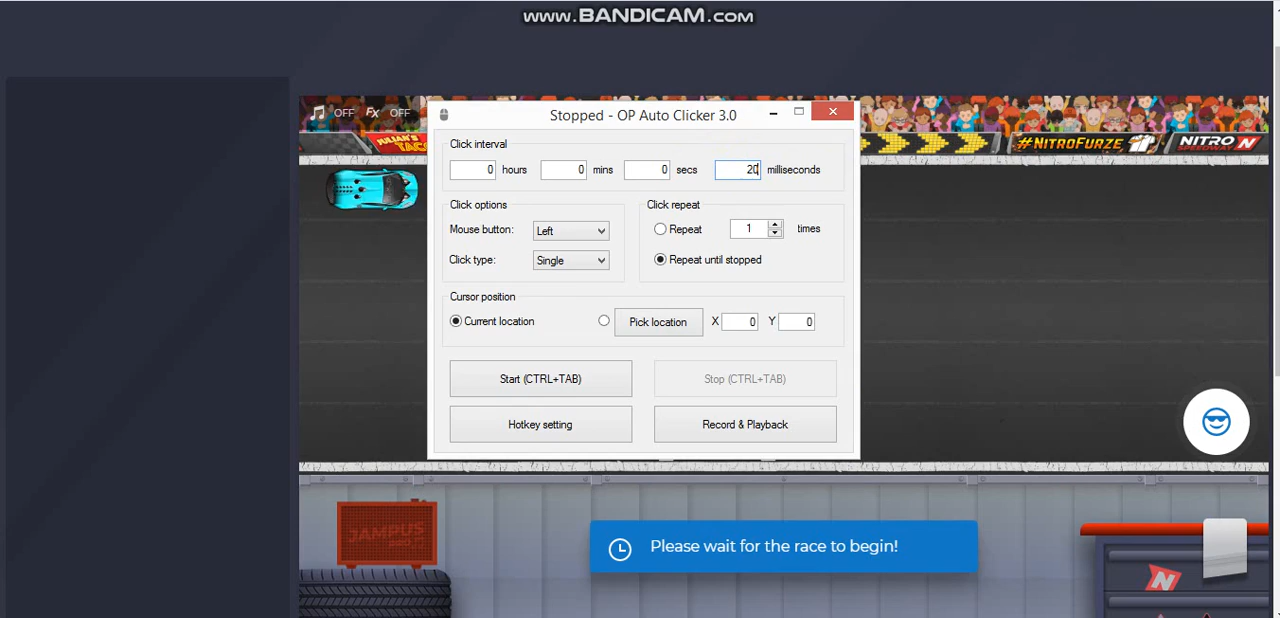 WWW.BANDICAM.COM
OFF Fx OFF
Stopped - OP Auto Clicker 3.0
JULIAN'S
#NITROFURZE
NITRO
SPEEDWAY
Click interval
0 hours 0 mins 0 secs 20 milliseconds
Click options
Click repeat
Mouse button: Left
Repeat 1 times
Click type: Single
Repeat until stopped
Cursor position
Current location Pick location X 0 Y 0
Start (CTRL+TAB) Stop (CTRL+TAB)
Hotkey setting Record & Playback
JAMPUS
Please wait for the race to begin!
N